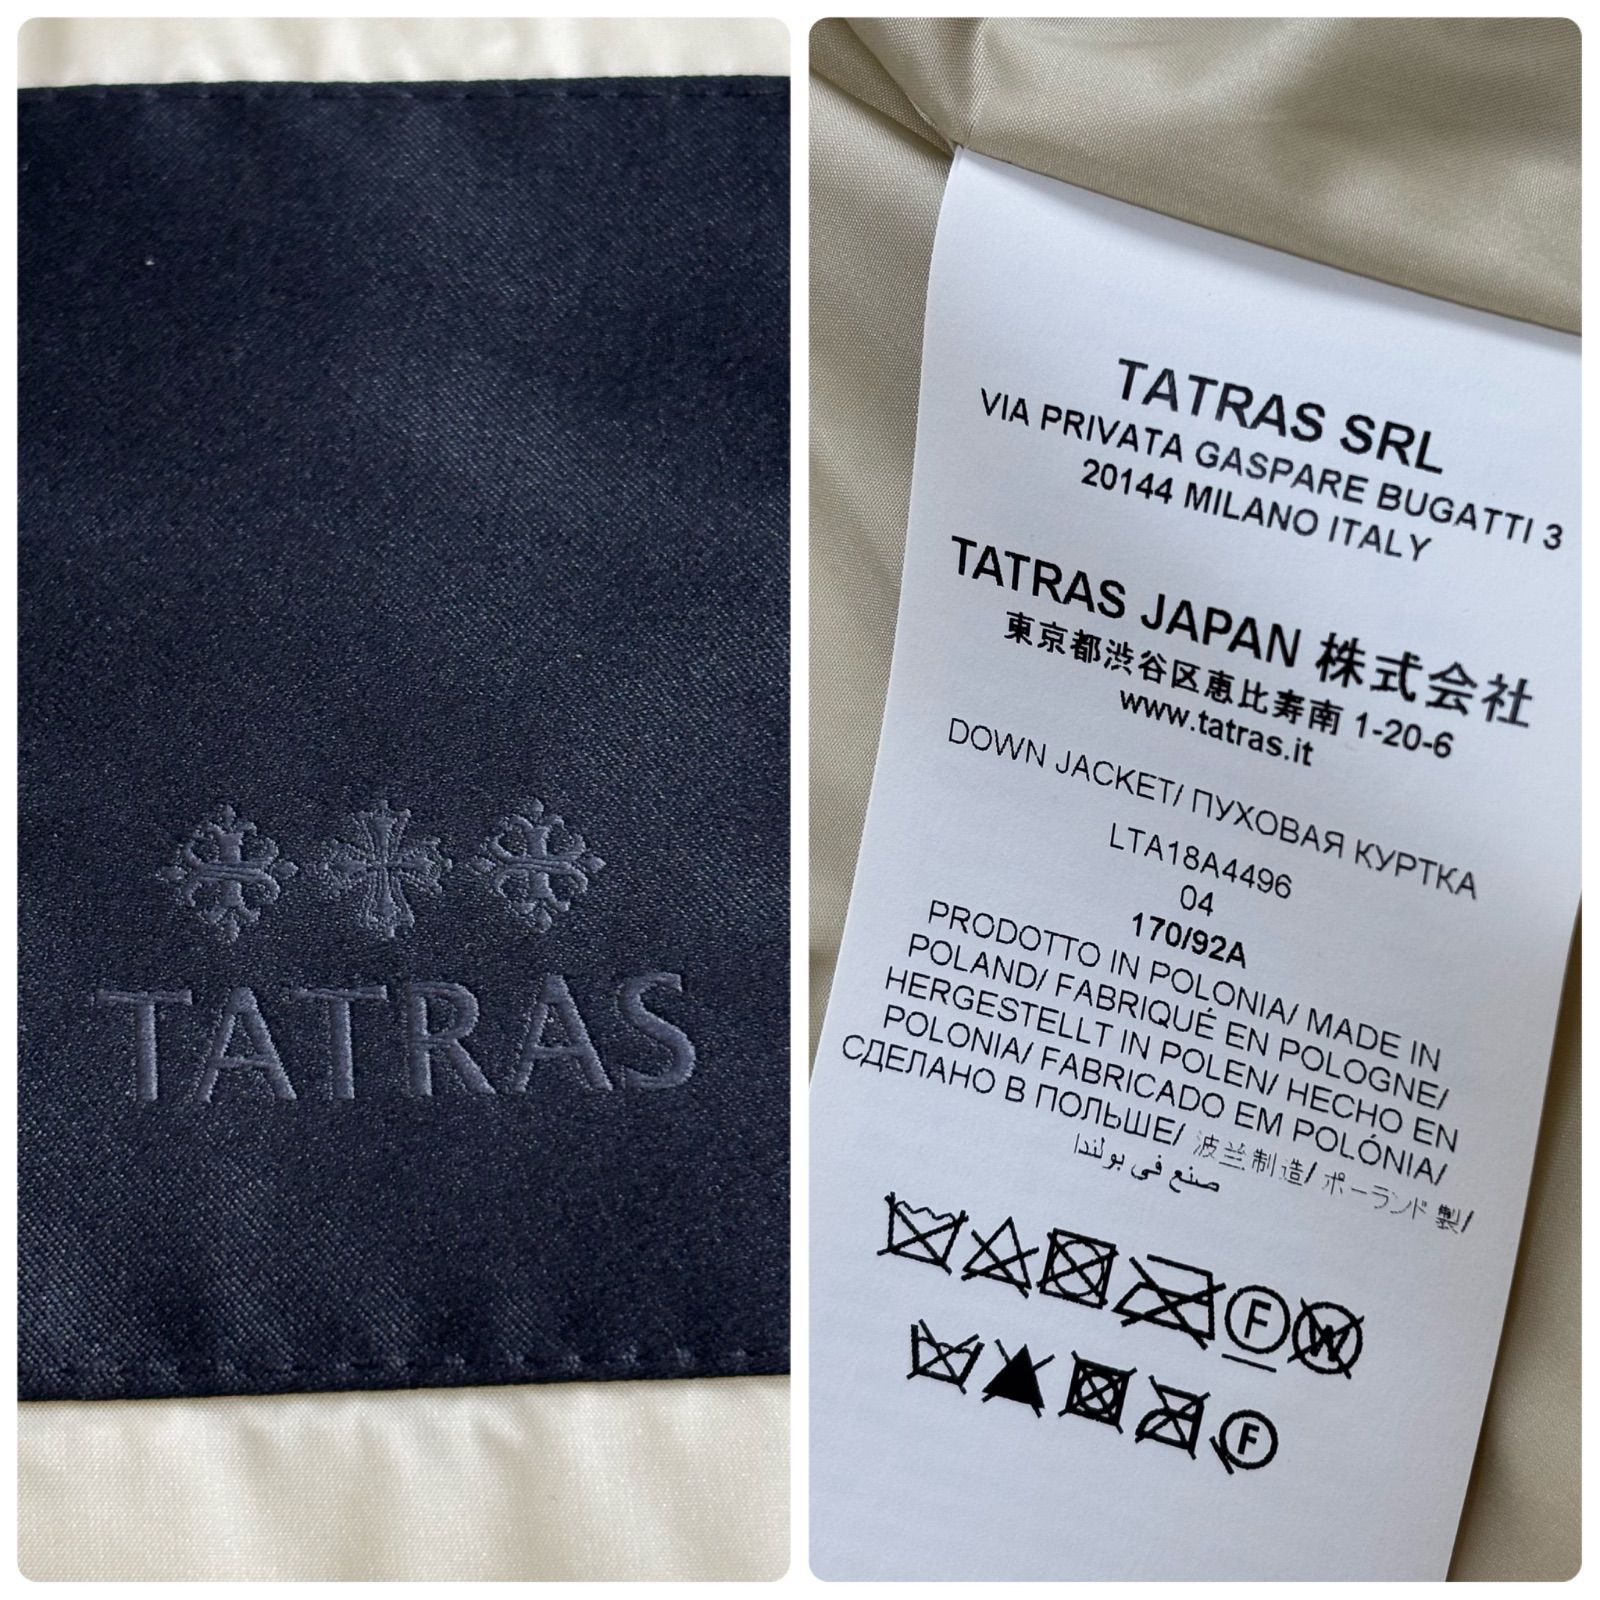 TATRAS
TATRAS SRL
VIA PRIVATA GASPARE BUGATTI 3
20144 MILANO ITALY
TATRAS JAPAN 株式会社
東京都渋谷区恵比寿南 1-20-6
www.tatras.it
DOWN JACKET/ ПУХОВАЯ КУРТКА
LTA18A4496
04
170/92A
PRODOTTO IN POLONIA/ MADE IN
POLAND/ FABRIQUÉ EN POLOGNE/
HERGESTELLT IN POLEN/ HECHO EN
POLONIA/ FABRICADO EM POLÓNIA/
СДЕЛАНО В ПОЛЬШЕ/ 波兰制造/ ポーランド製/
صنع في بولندا
F W
F